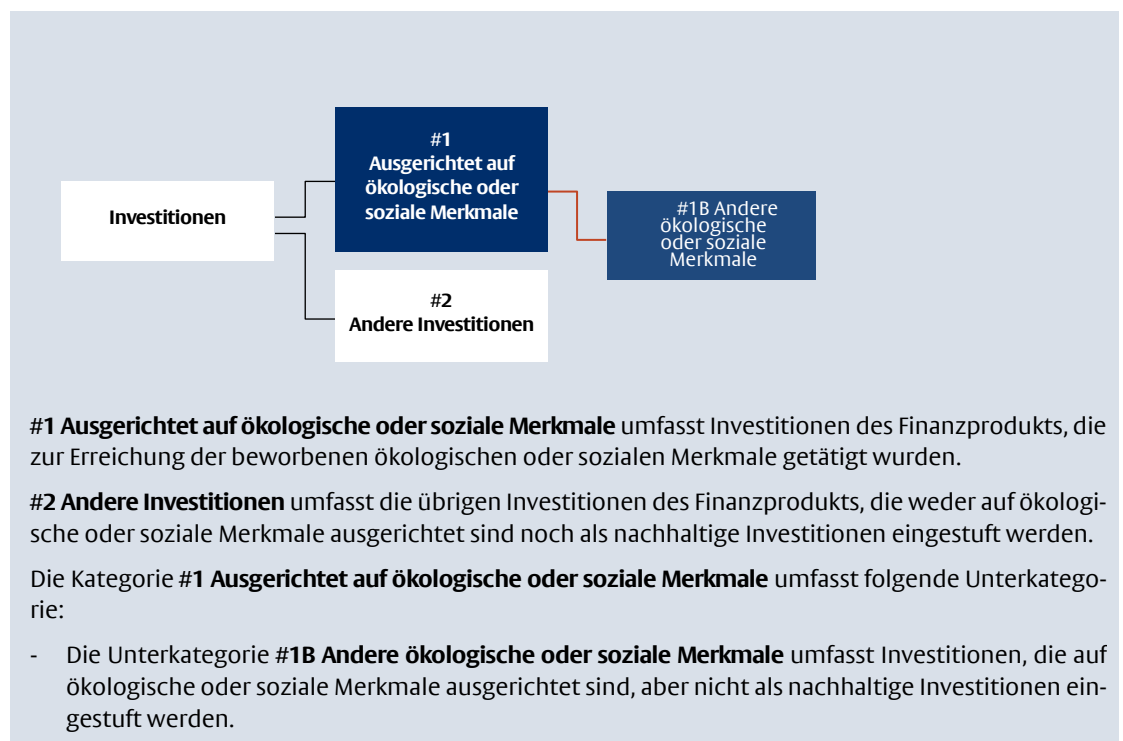 #1
Ausgerichtet auf
ökologische oder
soziale Merkmale
Investitionen
#1B Andere
ökologische
oder soziale
Merkmale
#2
Andere Investitionen
#1 Ausgerichtet auf ökologische oder soziale Merkmale umfasst Investitionen des Finanzprodukts, die
zur Erreichung der beworbenen ökologischen oder sozialen Merkmale getätigt wurden.
#2 Andere Investitionen umfasst die übrigen Investitionen des Finanzprodukts, die weder auf ökologi-
sche oder soziale Merkmale ausgerichtet sind noch als nachhaltige Investitionen eingestuft werden.
Die Kategorie #1 Ausgerichtet auf ökologische oder soziale Merkmale umfasst folgende Unterkatego-
rie:
- Die Unterkategorie #1B Andere ökologische oder soziale Merkmale umfasst Investitionen, die auf
ökologische oder soziale Merkmale ausgerichtet sind, aber nicht als nachhaltige Investitionen ein-
gestuft werden.